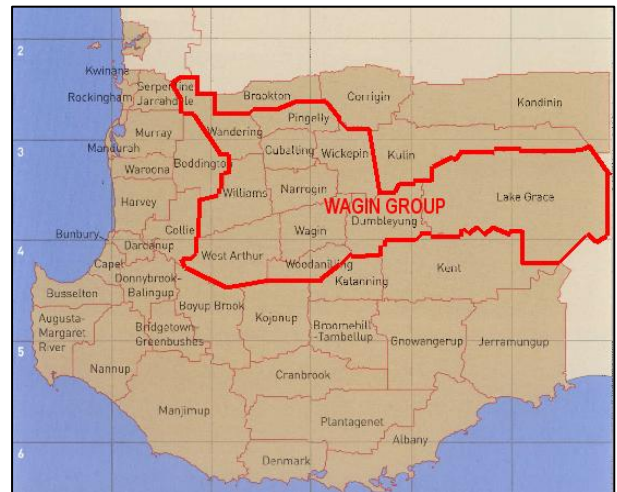 2
Kwinana
Serpentine
Jarrahdale
Rockingham
Brookton
Corrigin
Kondinin
Murray
Wandering
Pingelly
Mandurah
3
Boddington
Cuballing
Wickepin
Kulin
Waroona
Williams
Narrogin
Harvey
WAGIN GROUP
Lake Grace
Dumbleyung
Collie
Wagin
Bunbury
Dardanup
4
West Arthur
Woodanilling
Kent
Capel
Donnybrook-
Balingup
Katanning
Busselton
Boyup Brook
Augusta-
Margaret
River
Kojonup
Bridgetown
Greenbushes
Broomehill
-Tambellup
Gnowangerup
Jerramungup
5
Nannup
Cranbrook
Manjimup
Plantagenet
Albany
6
Denmark